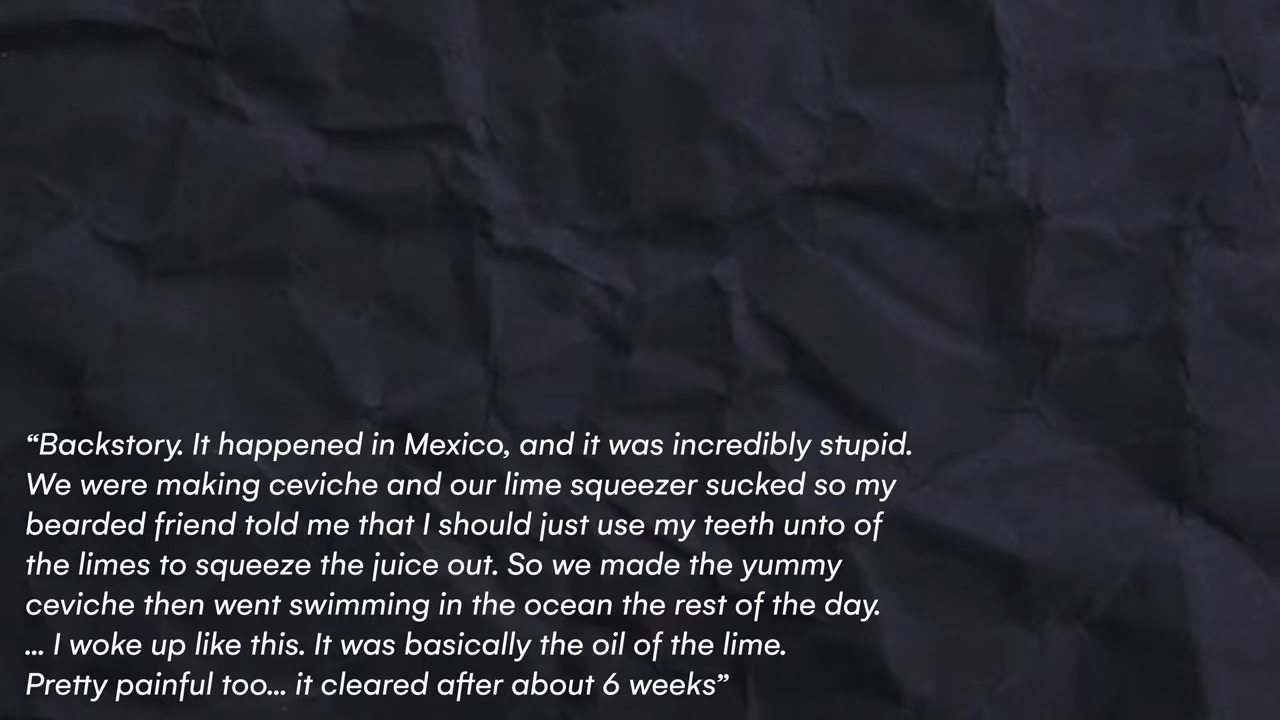 “Backstory. It happened in Mexico, and it was incredibly stupid.
We were making ceviche and our lime squeezer sucked so my
bearded friend told me that I should just use my teeth unto of
the limes to squeeze the juice out. So we made the yummy
ceviche then went swimming in the ocean the rest of the day.
... I woke up like this. It was basically the oil of the lime.
Pretty painful too... it cleared after about 6 weeks”